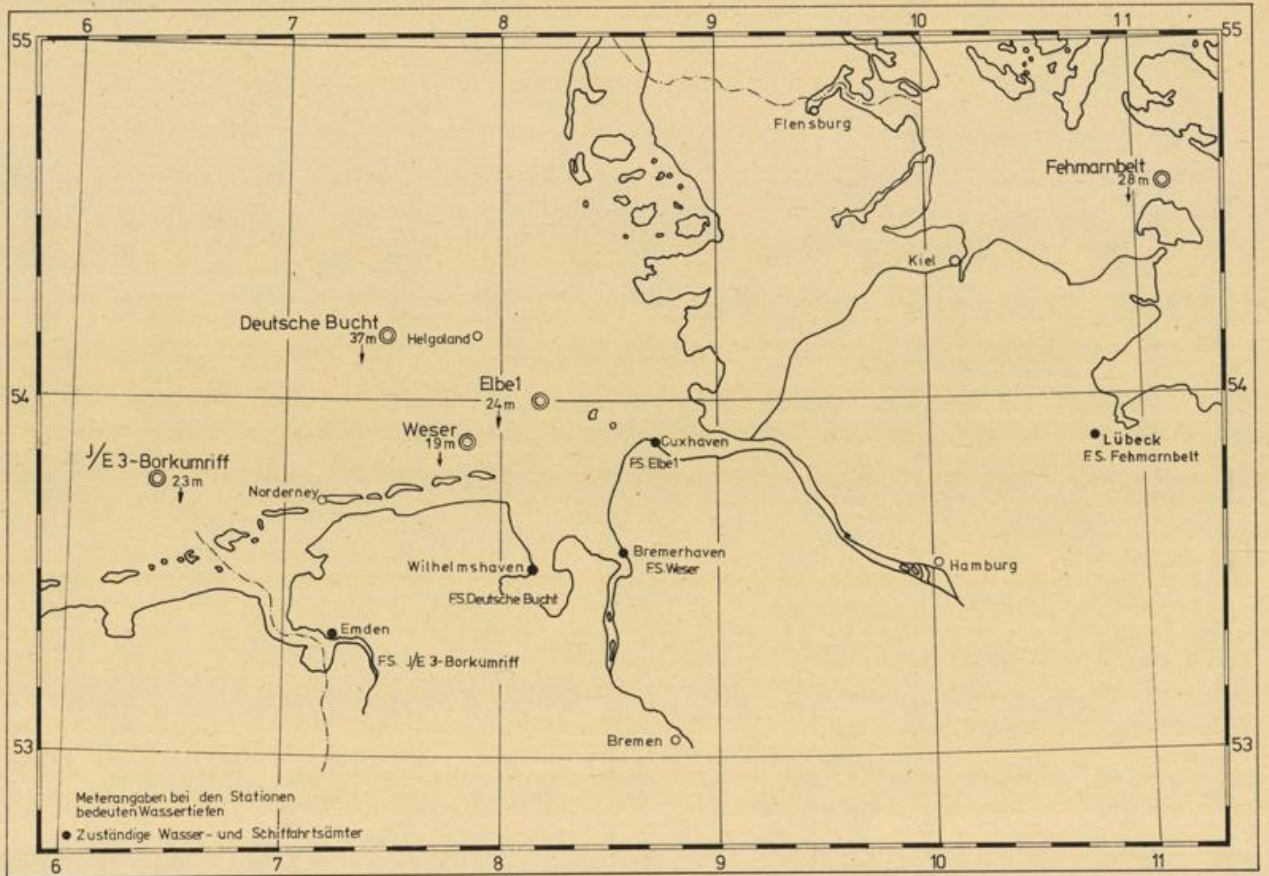 6 7 8 9 10 11
55 55
Flensburg
Fehmarnbelt
28m
Kiel
Deutsche Bucht
37m
Helgoland
Elbe1
24m
54 54
Weser
19m
Cuxhaven
F.S. Elbe1
Lübeck
F.S. Fehmarnbelt
J/E 3-Borkumriff
23m
Norderney
Wilhelmshaven
F.S. Deutsche Bucht
Bremerhaven
F.S. Weser
Hamburg
Emden
F.S. J/E 3-Borkumriff
Bremen
53 53
Meterangaben bei den Stationen
bedeuten Wassertiefen
Zuständige Wasser- und Schiffahrtsämter
6 7 8 9 10 11